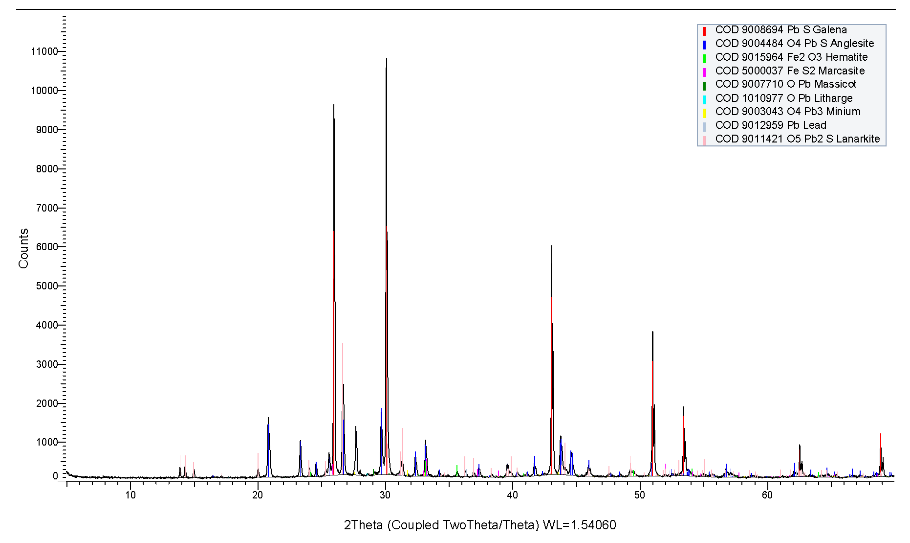 COD 9008694 Pb S Galena
COD 9004484 O4 Pb S Anglesite
COD 9015964 Fe2 O3 Hematite
COD 5000037 Fe S2 Marcasite
COD 9007710 O Pb Massicot
COD 1010977 O Pb Litharge
COD 9003043 O4 Pb3 Minium
COD 9012959 Pb Lead
COD 9011421 O5 Pb2 S Lanarkite
11000
10000
9000
8000
7000
6000
5000
4000
3000
2000
1000
0
Counts
10 20 30 40 50 60
2Theta (Coupled TwoTheta/Theta) WL=1.54060